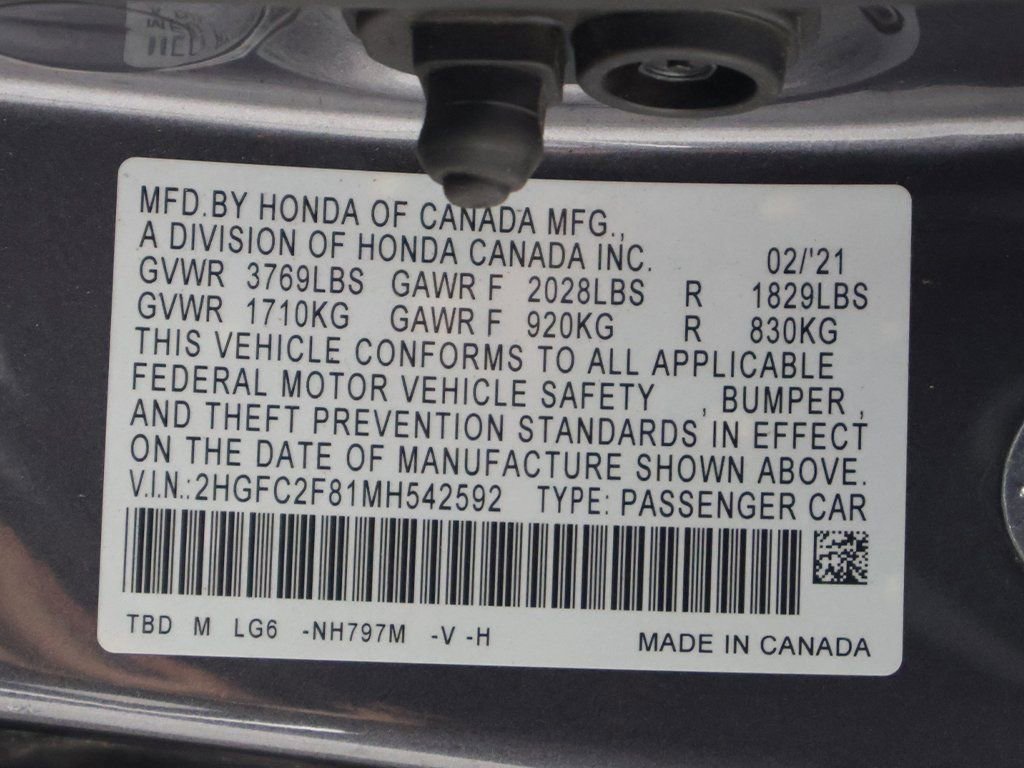 MFD.BY HONDA OF CANADA MFG.,
A DIVISION OF HONDA CANADA INC. 02/'21
GVWR 3769LBS GAWR F 2028LBS R 1829LBS
GVWR 1710KG GAWR F 920KG R 830KG
THIS VEHICLE CONFORMS TO ALL APPLICABLE
FEDERAL MOTOR VEHICLE SAFETY , BUMPER ,
AND THEFT PREVENTION STANDARDS IN EFFECT
ON THE DATE OF MANUFACTURE SHOWN ABOVE.
V.I.N.:2HGFC2F81MH542592 TYPE: PASSENGER CAR
TBD M LG6 -NH797M -V -H MADE IN CANADA